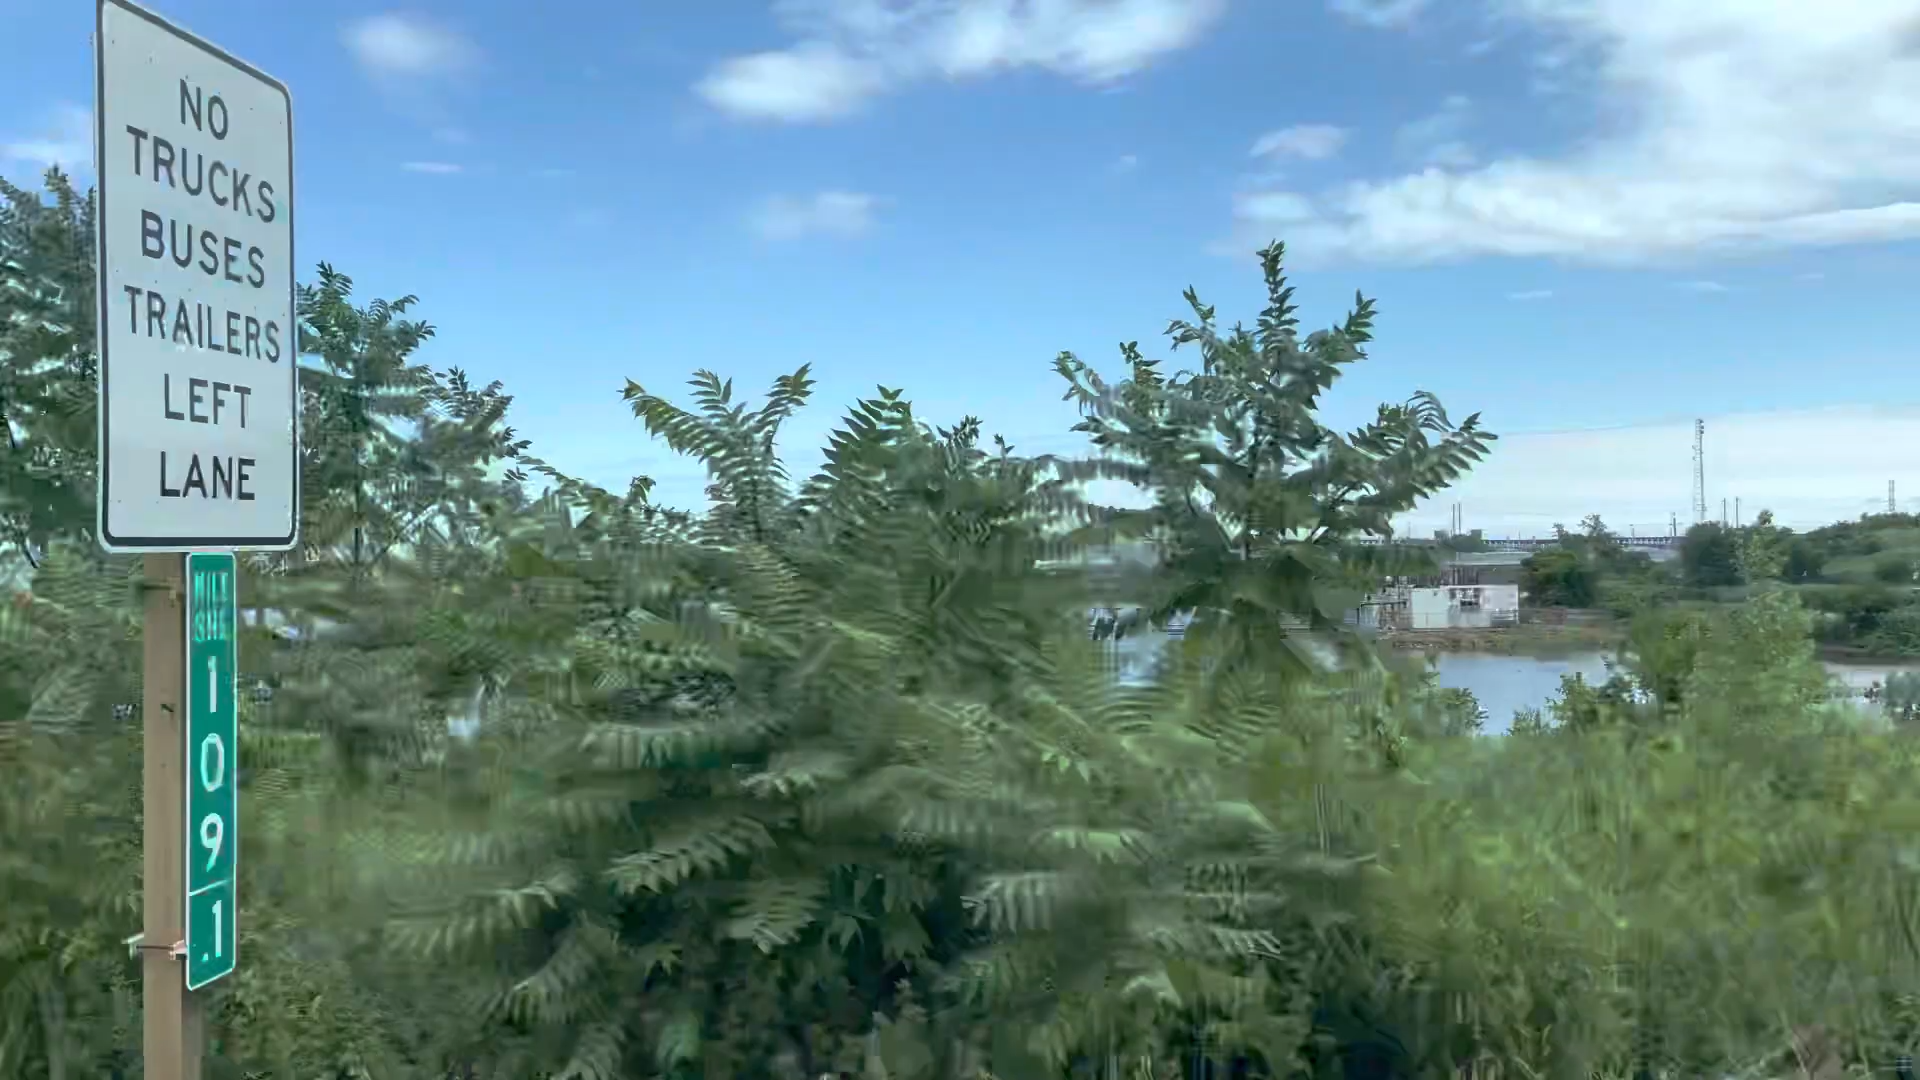 NO
TRUCKS
BUSES
TRAILERS
LEFT
LANE
1
0
9
.1